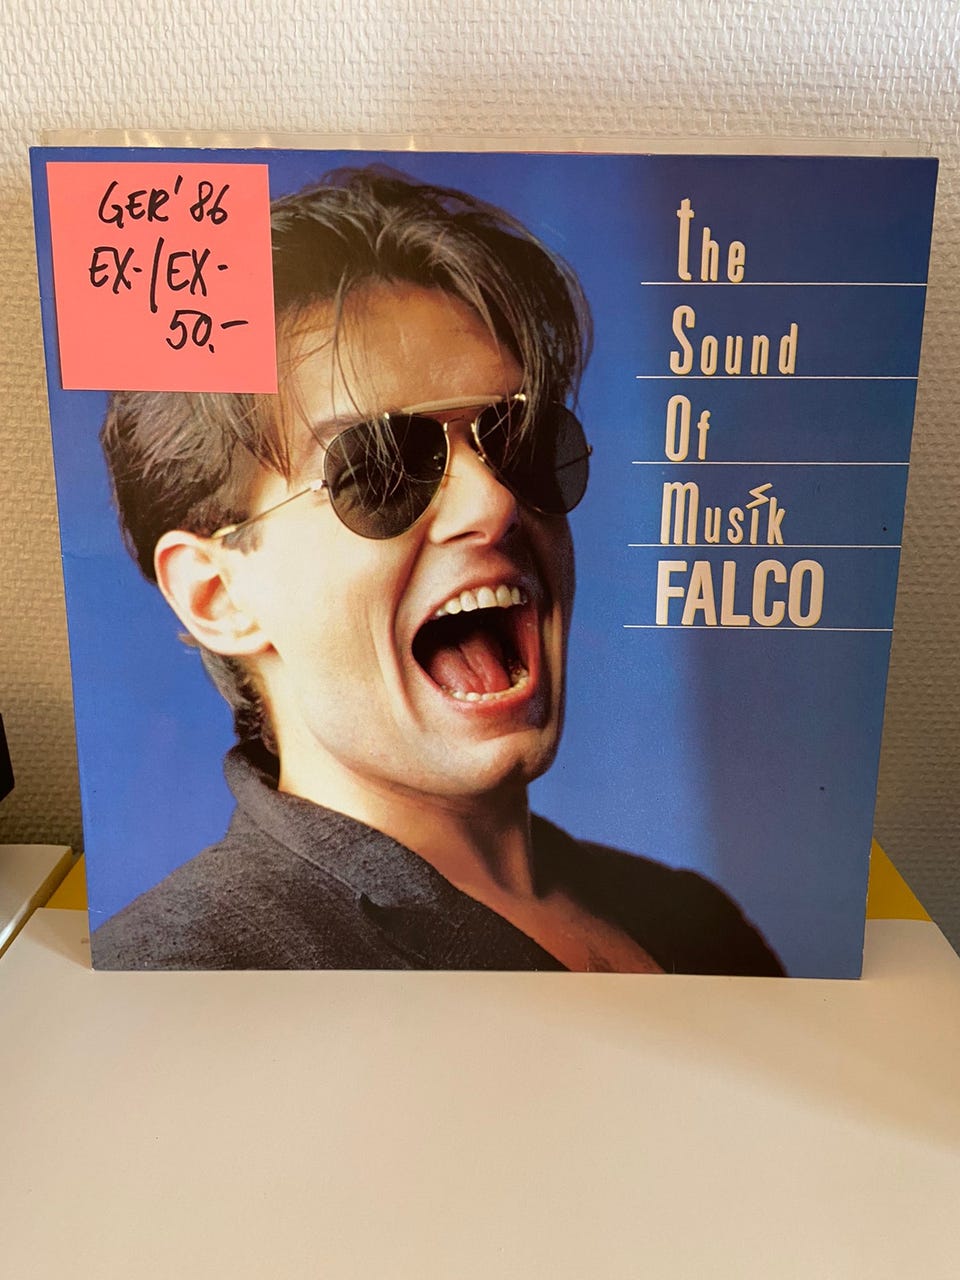 GER '86
EX-/EX-
50,-
the
Sound
Of
Musik
FALCO